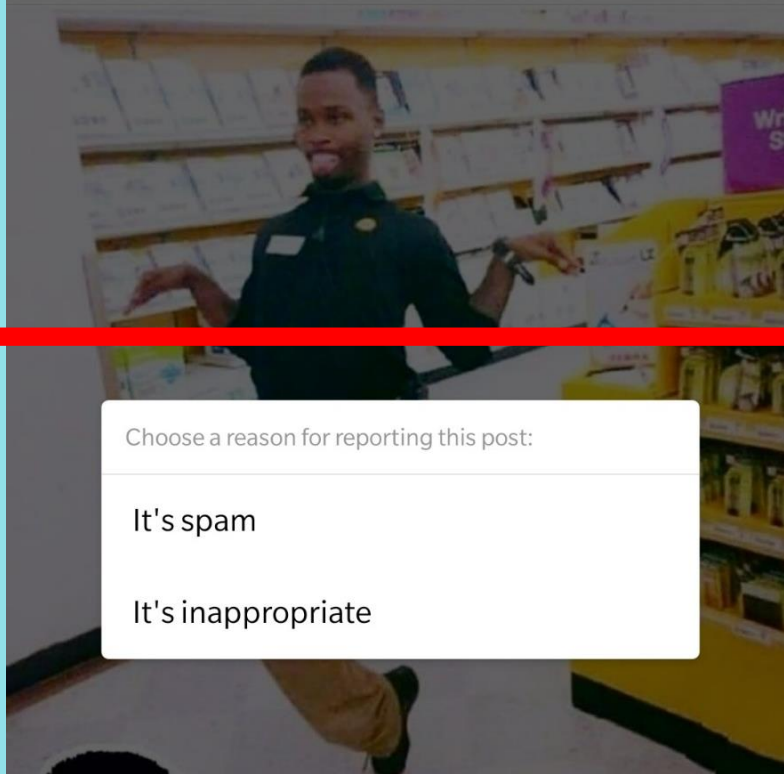 Choose a reason for reporting this post:
It's spam
It's inappropriate